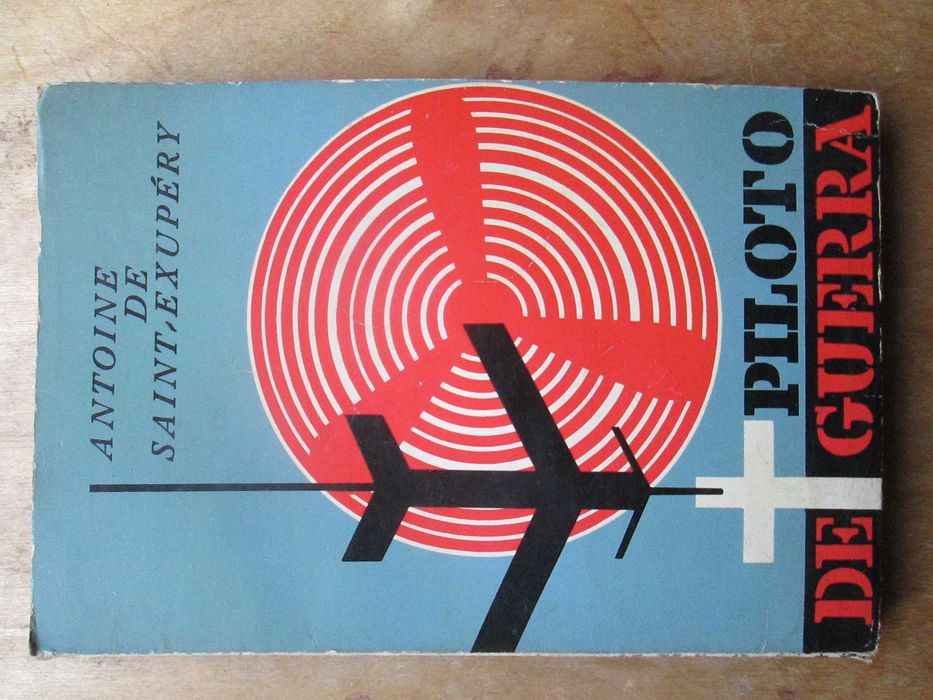 ANTOINE
DE
SAINT-EXUPÉRY
PILOTO
DE GUERRA